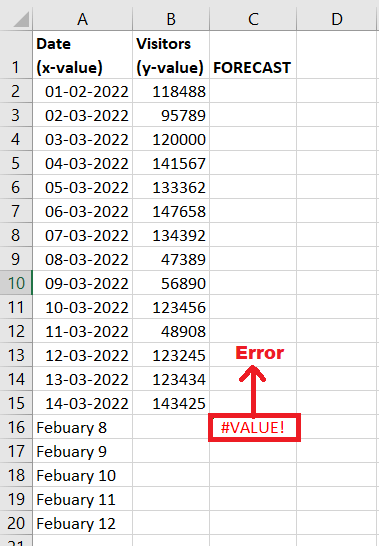 A B C D
Date Visitors
1 (x-value) (y-value) FORECAST
2 01-02-2022 118488
3 02-03-2022 95789
4 03-03-2022 120000
5 04-03-2022 141567
6 05-03-2022 133362
7 06-03-2022 147658
8 07-03-2022 134392
9 08-03-2022 47389
10 09-03-2022 56890
11 10-03-2022 123456
12 11-03-2022 48908
13 12-03-2022 123245 Error
14 13-03-2022 123434
15 14-03-2022 143425
16 Febuary 8 #VALUE!
17 Febuary 9
18 Febuary 10
19 Febuary 11
20 Febuary 12
21